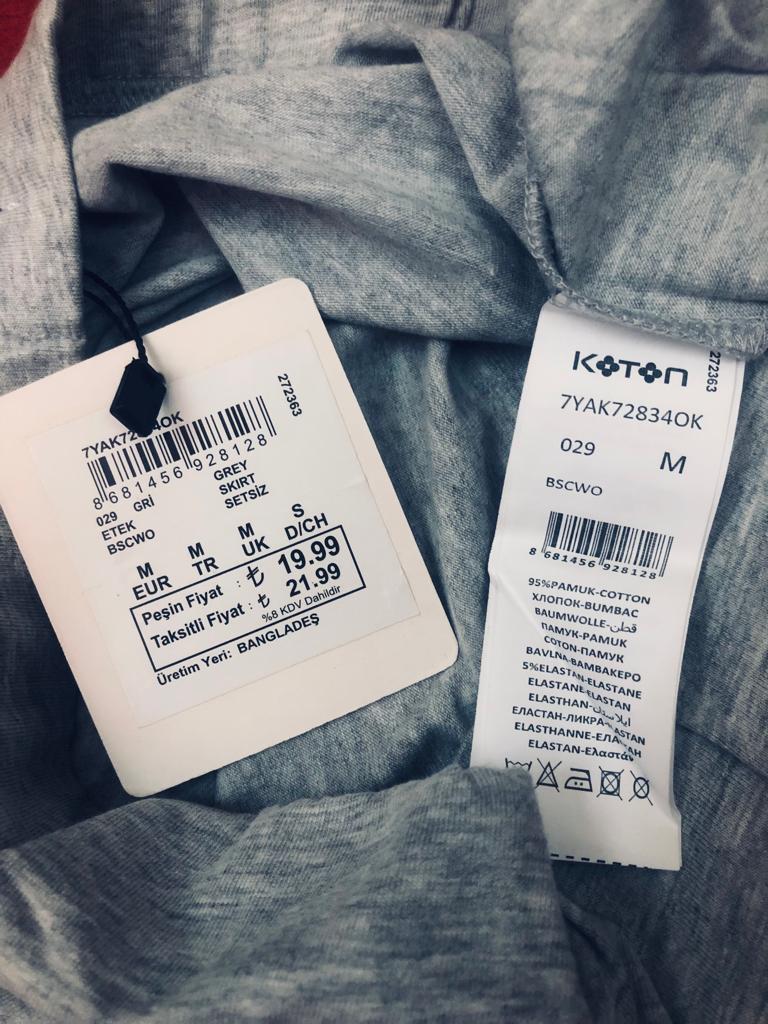 272363
8 681456 928128
029 GRİ GREY
ETEK SKIRT
BSCWO SETSİZ
M M M S
EUR TR UK D/CH
Peşin Fiyat : ₺ 19.99
Taksitli Fiyat : ₺ 21.99
%8 KDV Dahildir
Üretim Yeri: BANGLADEŞ
KOTON
272363
7YAK72834OK
029 M
BSCWO
8 681456 928128
95%PAMUK-COTTON
ХЛОПОК-BUMBAC
BAUMWOLLE-قطن
ПАМУК-PAMUK
COTON-ПАМУК
BAVLNA-BAMBAKEPO
5%ELASTAN-ELASTANE
ELASTANE-ELASTAN
ELASTHAN-ايلاستان
ЕЛАСТАН-ЛИКРА-ELASTAN
ELASTHANNE-ЕЛАСТАН
ELASTAN-Ελαστάν